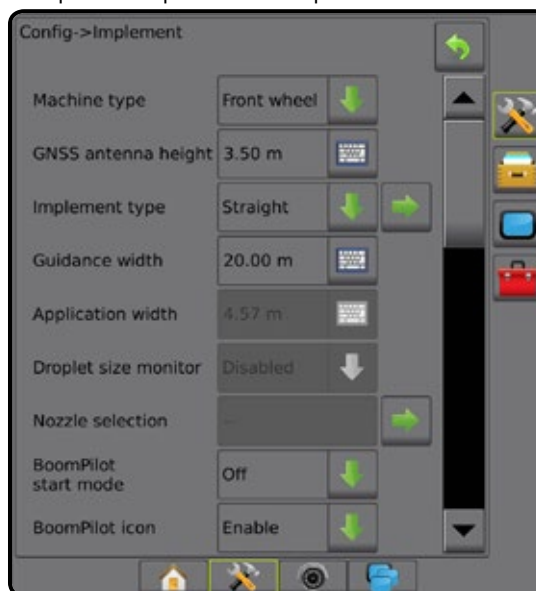 Config->Implement
Machine type Front wheel
GNSS antenna height 3.50 m
Implement type Straight
Guidance width 20.00 m
Application width 4.57 m
Droplet size monitor Disabled
Nozzle selection --
BoomPilot
start mode Off
BoomPilot icon Enable